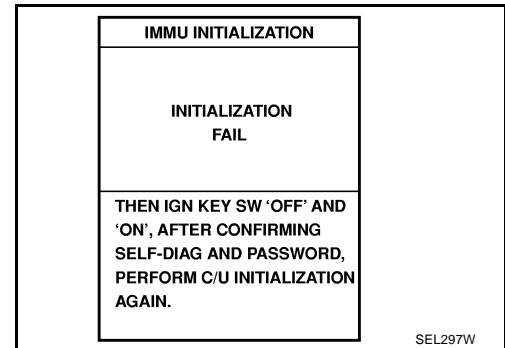 IMMU INITIALIZATION
INITIALIZATION
FAIL
THEN IGN KEY SW ‘OFF’ AND
‘ON’, AFTER CONFIRMING
SELF-DIAG AND PASSWORD,
PERFORM C/U INITIALIZATION
AGAIN.
SEL297W